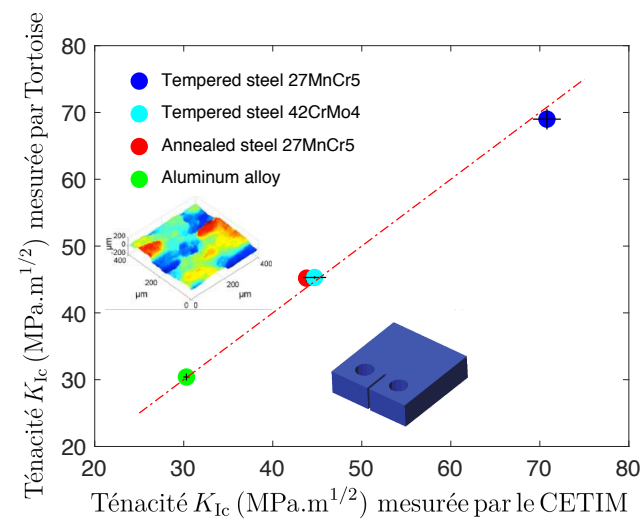 80
70
60
50
40
30
20
Ténacité K_Ic (MPa.m^1/2) mesurée par Tortoise
Tempered steel 27MnCr5
Tempered steel 42CrMo4
Annealed steel 27MnCr5
Aluminum alloy
200
0
-200
-400
µm
400
200
0
µm
200
0
µm
20 30 40 50 60 70 80
Ténacité K_Ic (MPa.m^1/2) mesurée par le CETIM